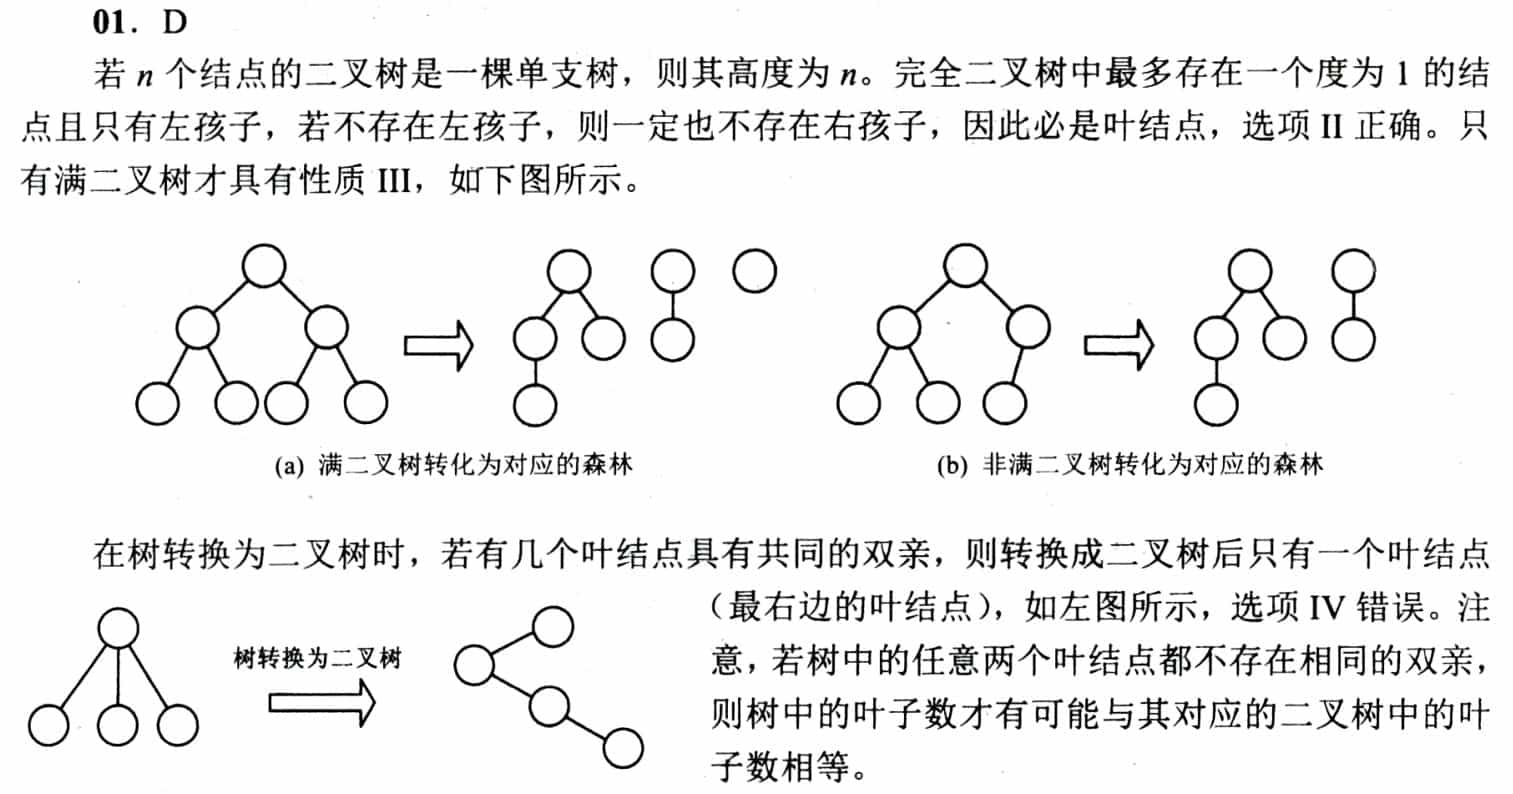 01. D
若 n 个结点的二叉树是一棵单支树，则其高度为 n。完全二叉树中最多存在一个度为 1 的结
点且只有左孩子，若不存在左孩子，则一定也不存在右孩子，因此必是叶结点，选项 II 正确。只
有满二叉树才具有性质 III，如下图所示。
(a) 满二叉树转化为对应的森林
(b) 非满二叉树转化为对应的森林
在树转换为二叉树时，若有几个叶结点具有共同的双亲，则转换成二叉树后只有一个叶结点
树转换为二叉树
（最右边的叶结点），如左图所示，选项 IV 错误。注
意，若树中的任意两个叶结点都不存在相同的双亲，
则树中的叶子数才有可能与其对应的二叉树中的叶
子数相等。